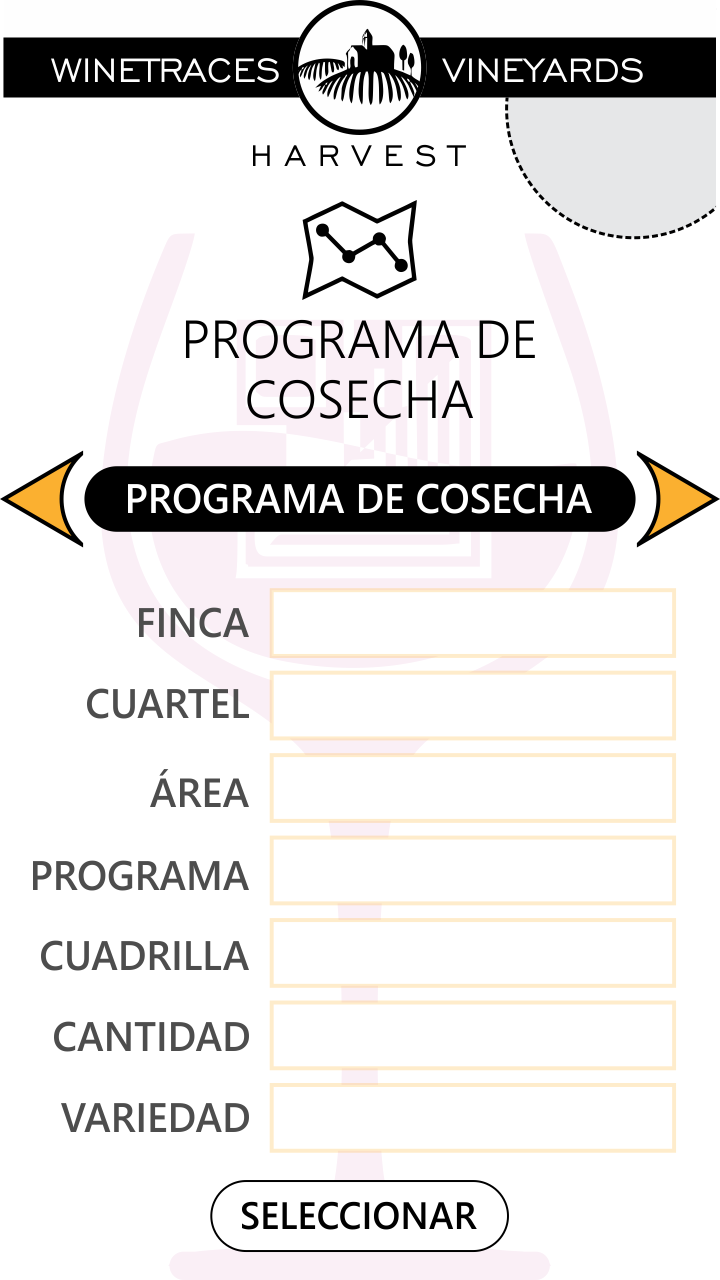 WINETRACES VINEYARDS
HARVEST
PROGRAMA DE
COSECHA
PROGRAMA DE COSECHA
FINCA
CUARTEL
ÁREA
PROGRAMA
CUADRILLA
CANTIDAD
VARIEDAD
SELECCIONAR